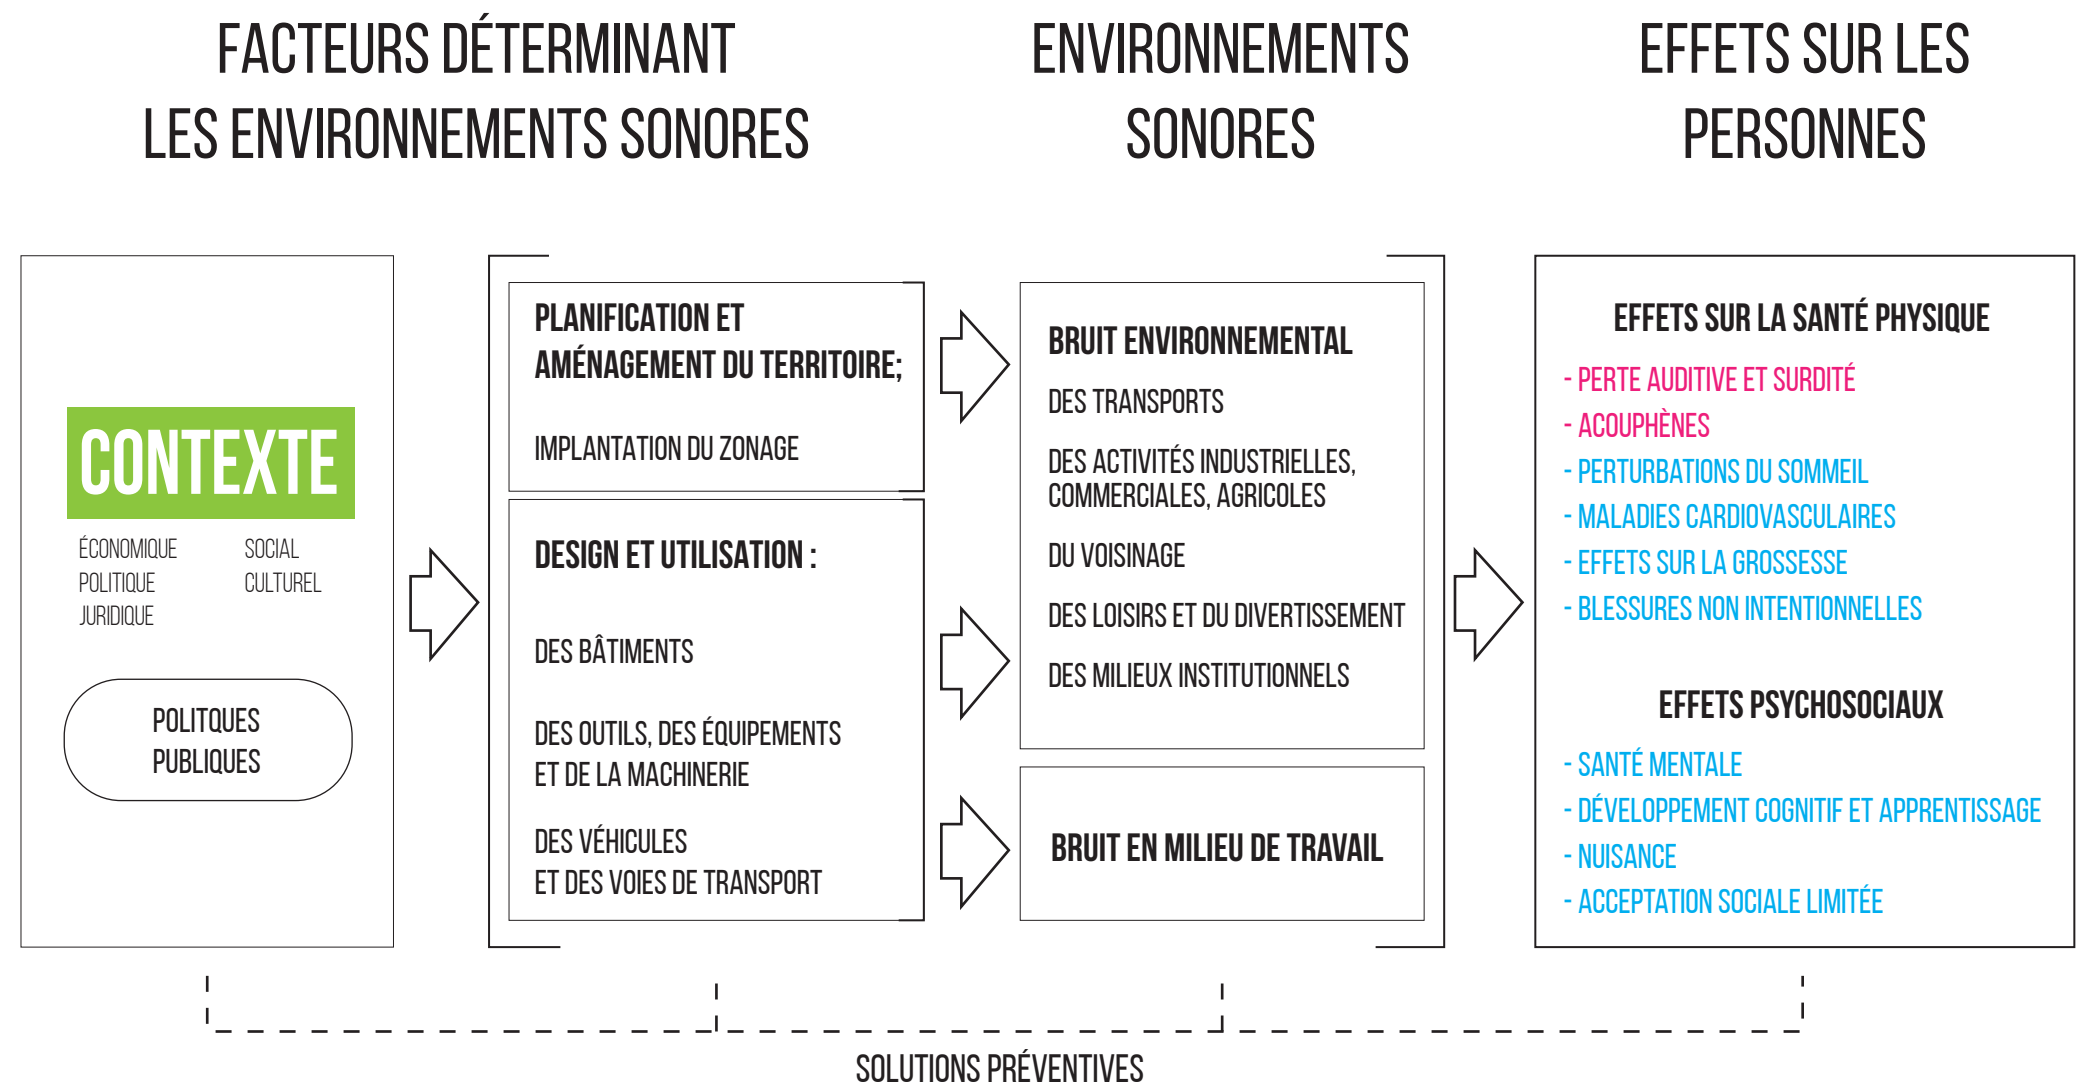 FACTEURS DÉTERMINANT
LES ENVIRONNEMENTS SONORES
ENVIRONNEMENTS
SONORES
EFFETS SUR LES
PERSONNES
CONTEXTE
ÉCONOMIQUE
POLITIQUE
JURIDIQUE
SOCIAL
CULTUREL
POLITQUES
PUBLIQUES
PLANIFICATION ET
AMÉNAGEMENT DU TERRITOIRE;
IMPLANTATION DU ZONAGE
DESIGN ET UTILISATION :
DES BÂTIMENTS
DES OUTILS, DES ÉQUIPEMENTS
ET DE LA MACHINERIE
DES VÉHICULES
ET DES VOIES DE TRANSPORT
BRUIT ENVIRONNEMENTAL
DES TRANSPORTS
DES ACTIVITÉS INDUSTRIELLES,
COMMERCIALES, AGRICOLES
DU VOISINAGE
DES LOISIRS ET DU DIVERTISSEMENT
DES MILIEUX INSTITUTIONNELS
BRUIT EN MILIEU DE TRAVAIL
EFFETS SUR LA SANTÉ PHYSIQUE
- PERTE AUDITIVE ET SURDITÉ
- ACOUPHÈNES
- PERTURBATIONS DU SOMMEIL
- MALADIES CARDIOVASCULAIRES
- EFFETS SUR LA GROSSESSE
- BLESSURES NON INTENTIONNELLES
EFFETS PSYCHOSOCIAUX
- SANTÉ MENTALE
- DÉVELOPPEMENT COGNITIF ET APPRENTISSAGE
- NUISANCE
- ACCEPTATION SOCIALE LIMITÉE
SOLUTIONS PRÉVENTIVES